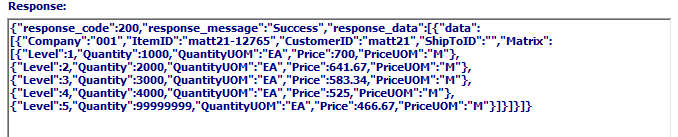 Response:
{"response_code":200,"response_message":"Success","response_data":[{"data":
[{"Company":"001","ItemID":"matt21-12765","CustomerID":"matt21","ShipToID":"","Matrix":
[{"Level":1,"Quantity":1000,"QuantityUOM":"EA","Price":700,"PriceUOM":"M"},
{"Level":2,"Quantity":2000,"QuantityUOM":"EA","Price":641.67,"PriceUOM":"M"},
{"Level":3,"Quantity":3000,"QuantityUOM":"EA","Price":583.34,"PriceUOM":"M"},
{"Level":4,"Quantity":4000,"QuantityUOM":"EA","Price":525,"PriceUOM":"M"},
{"Level":5,"Quantity":99999999,"QuantityUOM":"EA","Price":466.67,"PriceUOM":"M"}]}]}]}